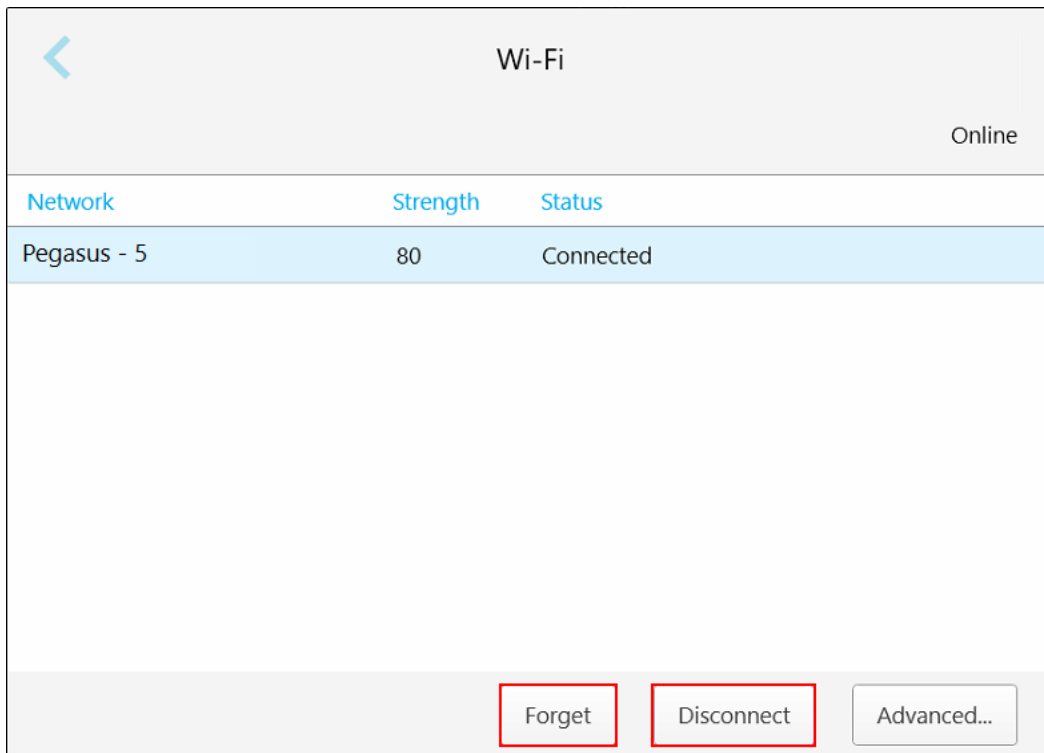 Wi-Fi
Online
Network Strength Status
Pegasus - 5 80 Connected
Forget Disconnect Advanced...